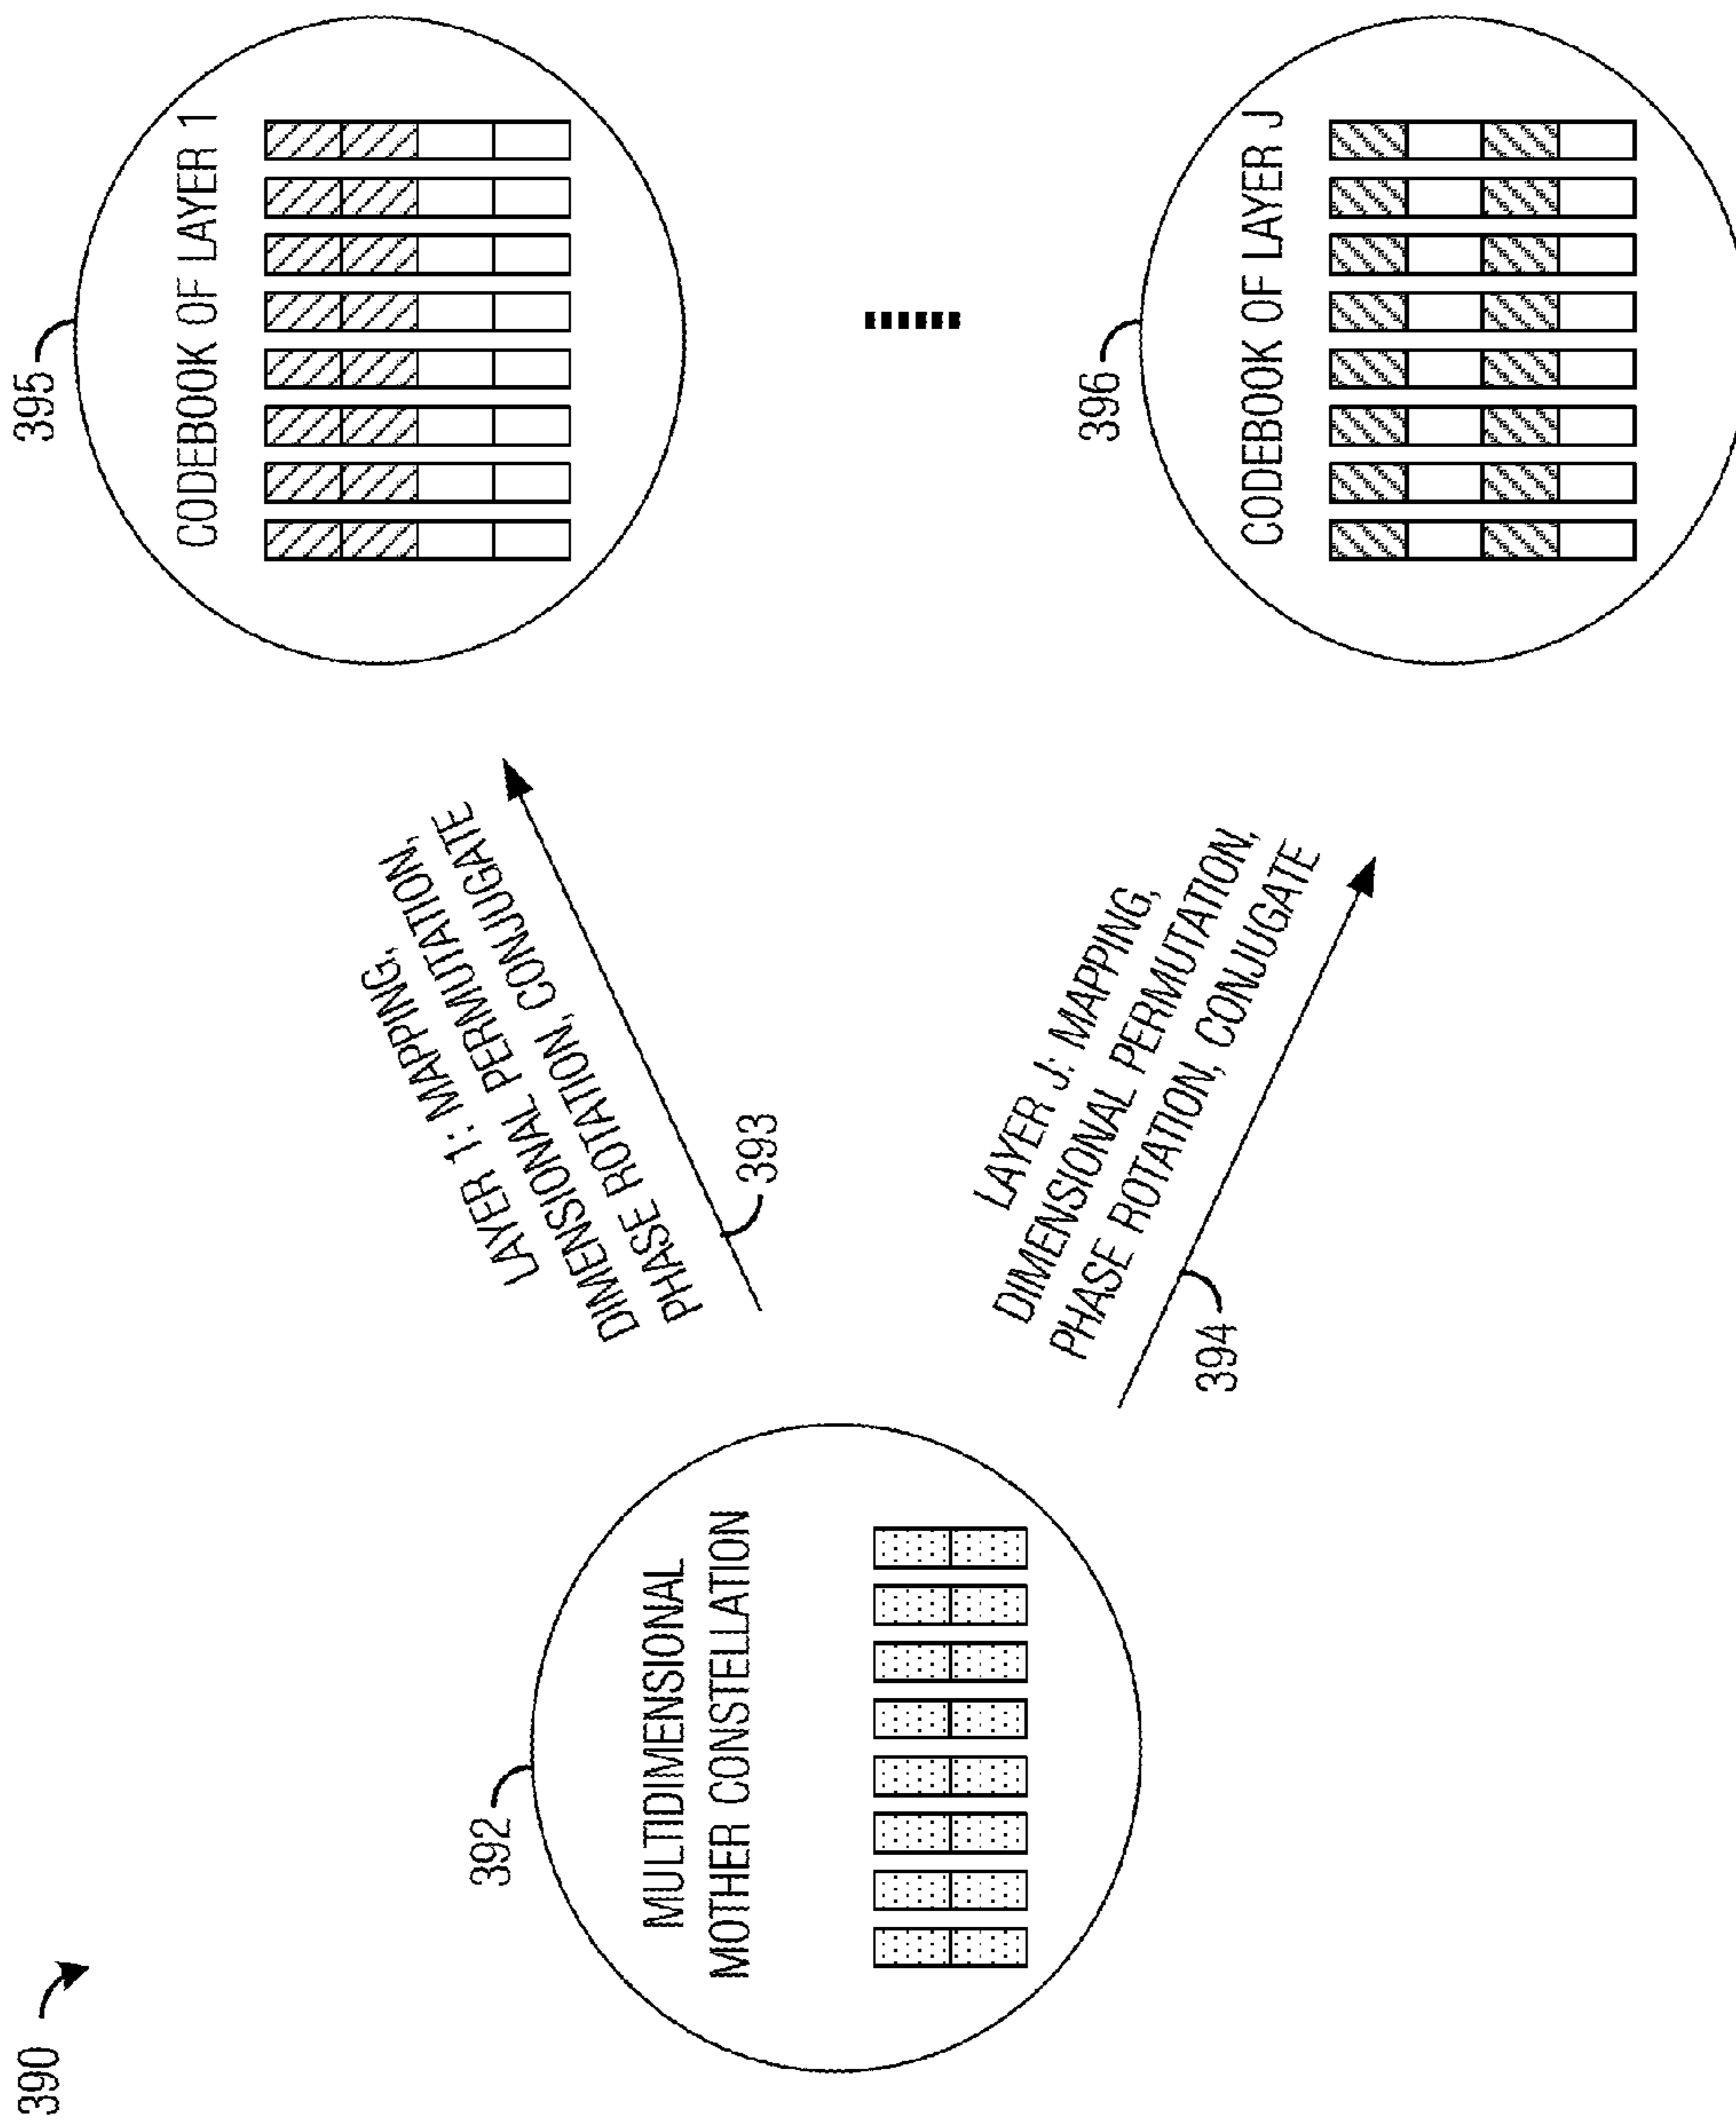 390
392
MULTIDIMENSIONAL
MOTHER CONSTELLATION
LAYER 1: MAPPING,
DIMENSIONAL PERMUTATION,
PHASE ROTATION, CONJUGATE
393
LAYER J: MAPPING,
DIMENSIONAL PERMUTATION,
PHASE ROTATION, CONJUGATE
394
395
CODEBOOK OF LAYER 1
396
CODEBOOK OF LAYER J